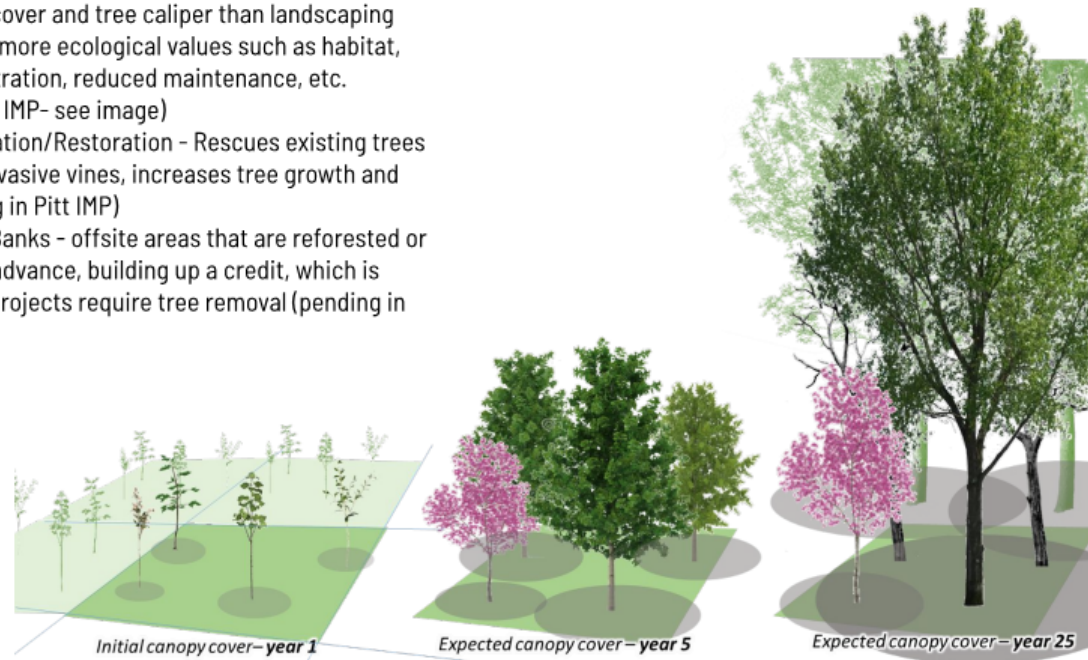 cover and tree caliper than landscaping
more ecological values such as habitat,
tration, reduced maintenance, etc.
IMP- see image)
ation/Restoration - Rescues existing trees
vasive vines, increases tree growth and
g in Pitt IMP)
Banks - offsite areas that are reforested or
advance, building up a credit, which is
rojects require tree removal (pending in
Initial canopy cover– year 1
Expected canopy cover – year 5
Expected canopy cover – year 25